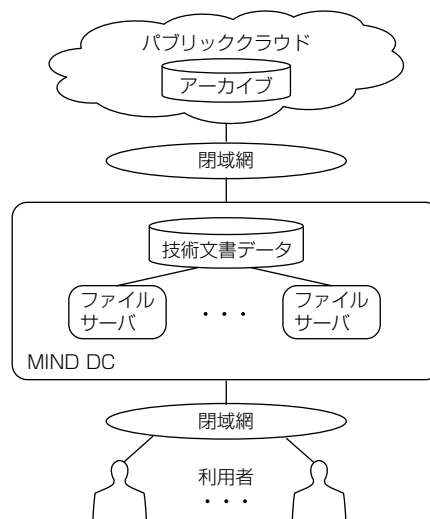 パブリッククラウド
アーカイブ
閉域網
技術文書データ
ファイル
サーバ
・・・
ファイル
サーバ
MIND DC
閉域網
利用者
・・・